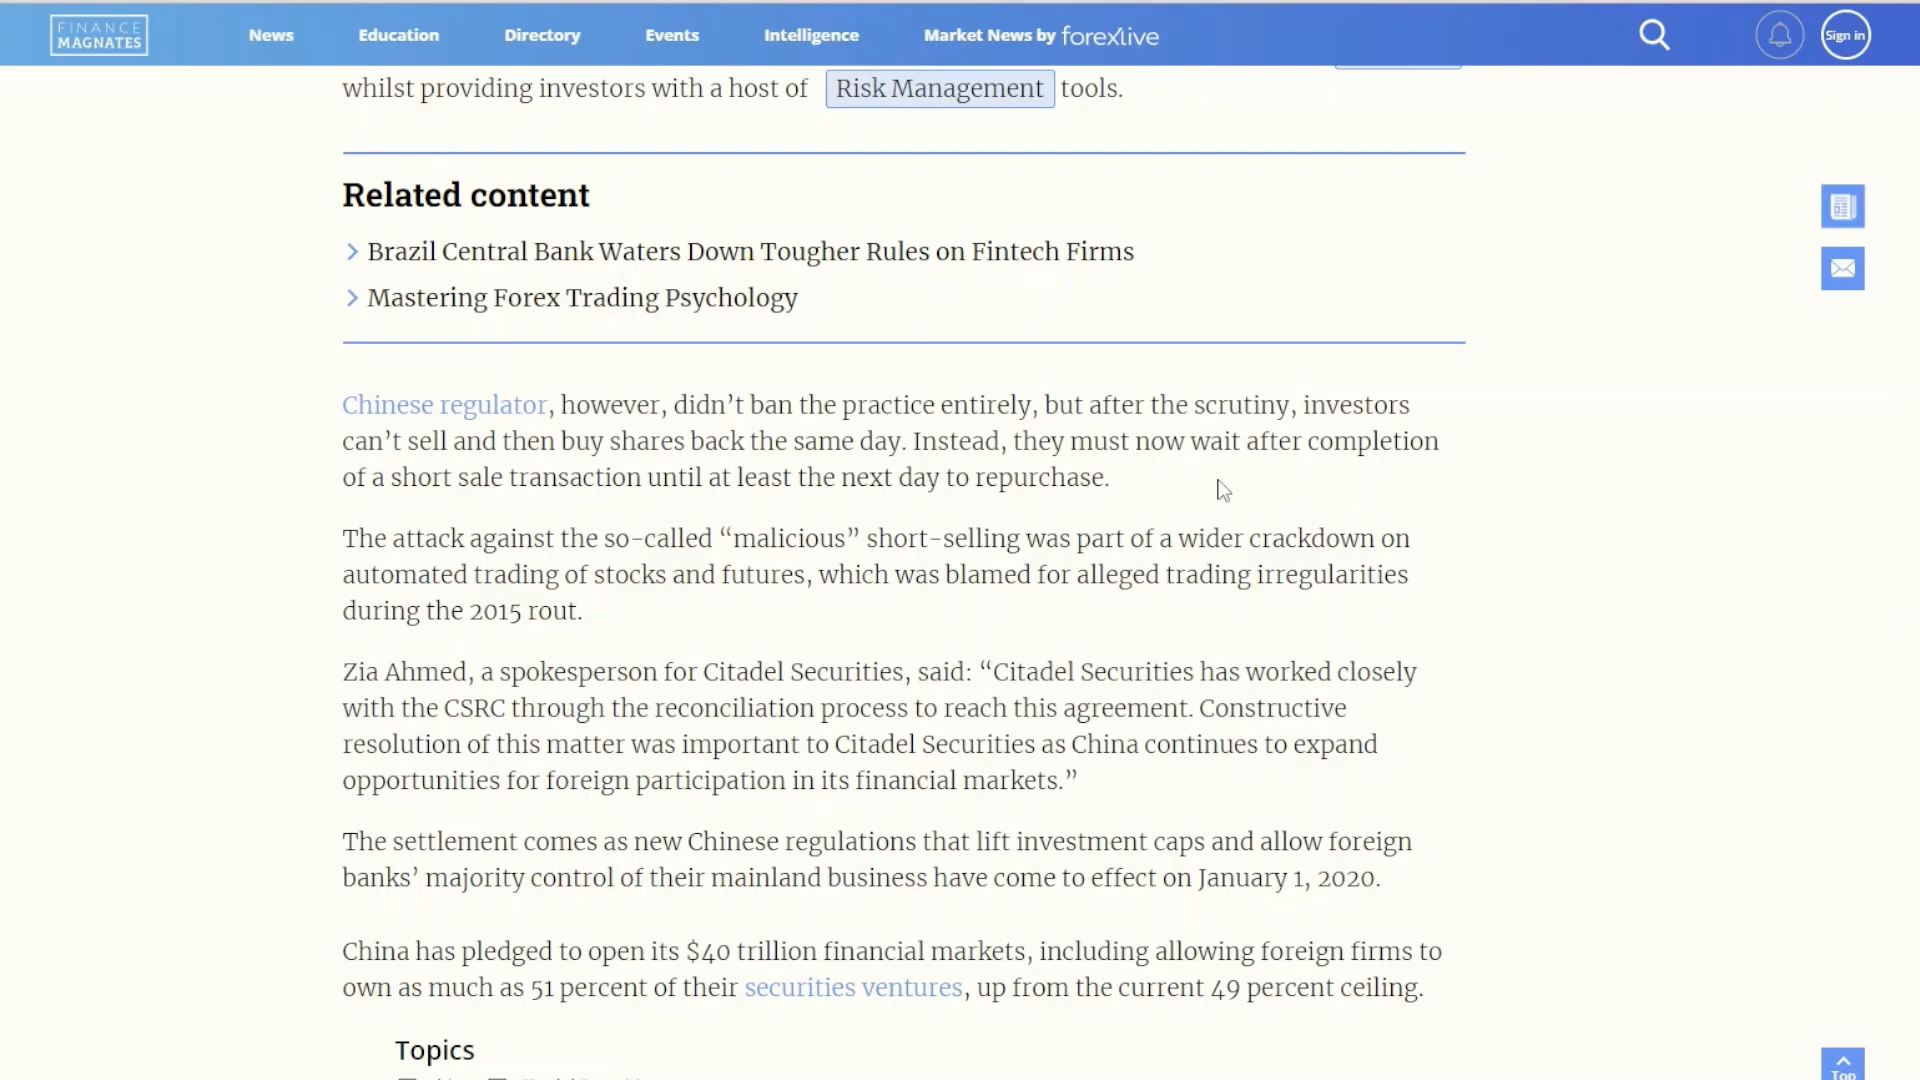 FINANCE
MAGNATES
News Education Directory Events Intelligence Market News by forexlive Sign in
whilst providing investors with a host of Risk Management tools.
Related content
Brazil Central Bank Waters Down Tougher Rules on Fintech Firms
Mastering Forex Trading Psychology
Chinese regulator, however, didn’t ban the practice entirely, but after the scrutiny, investors
can’t sell and then buy shares back the same day. Instead, they must now wait after completion
of a short sale transaction until at least the next day to repurchase.
The attack against the so-called “malicious” short-selling was part of a wider crackdown on
automated trading of stocks and futures, which was blamed for alleged trading irregularities
during the 2015 rout.
Zia Ahmed, a spokesperson for Citadel Securities, said: “Citadel Securities has worked closely
with the CSRC through the reconciliation process to reach this agreement. Constructive
resolution of this matter was important to Citadel Securities as China continues to expand
opportunities for foreign participation in its financial markets.”
The settlement comes as new Chinese regulations that lift investment caps and allow foreign
banks’ majority control of their mainland business have come to effect on January 1, 2020.
China has pledged to open its $40 trillion financial markets, including allowing foreign firms to
own as much as 51 percent of their securities ventures, up from the current 49 percent ceiling.
Topics
Top